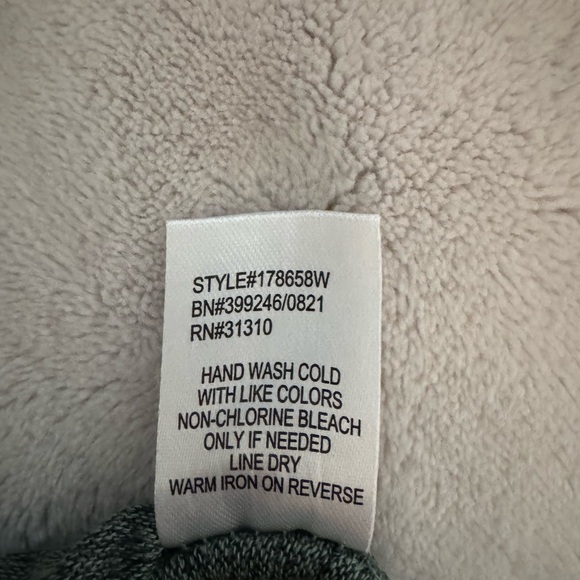 STYLE#178658W
BN#399246/0821
RN#31310
HAND WASH COLD
WITH LIKE COLORS
NON-CHLORINE BLEACH
ONLY IF NEEDED
LINE DRY
WARM IRON ON REVERSE